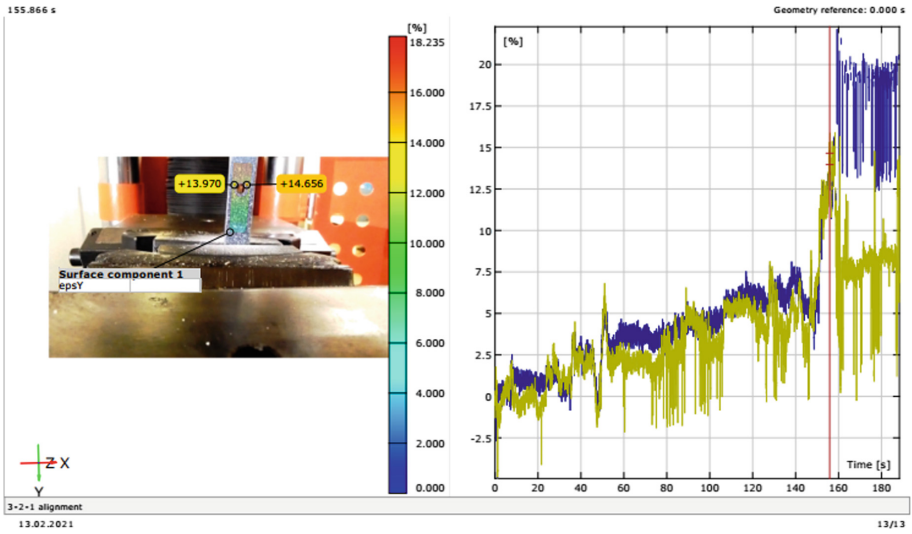 155.866 s
Geometry reference: 0.000 s
[%]
18.235
16.000
14.000
12.000
10.000
8.000
6.000
4.000
2.000
0.000
+13.970
+14.656
Surface component 1
epsY
Z X
Y
[%]
20
17.5
15
12.5
10
7.5
5
2.5
0
-2.5
Time [s]
0 20 40 60 80 100 120 140 160 180
3-2-1 alignment
13.02.2021
13/13